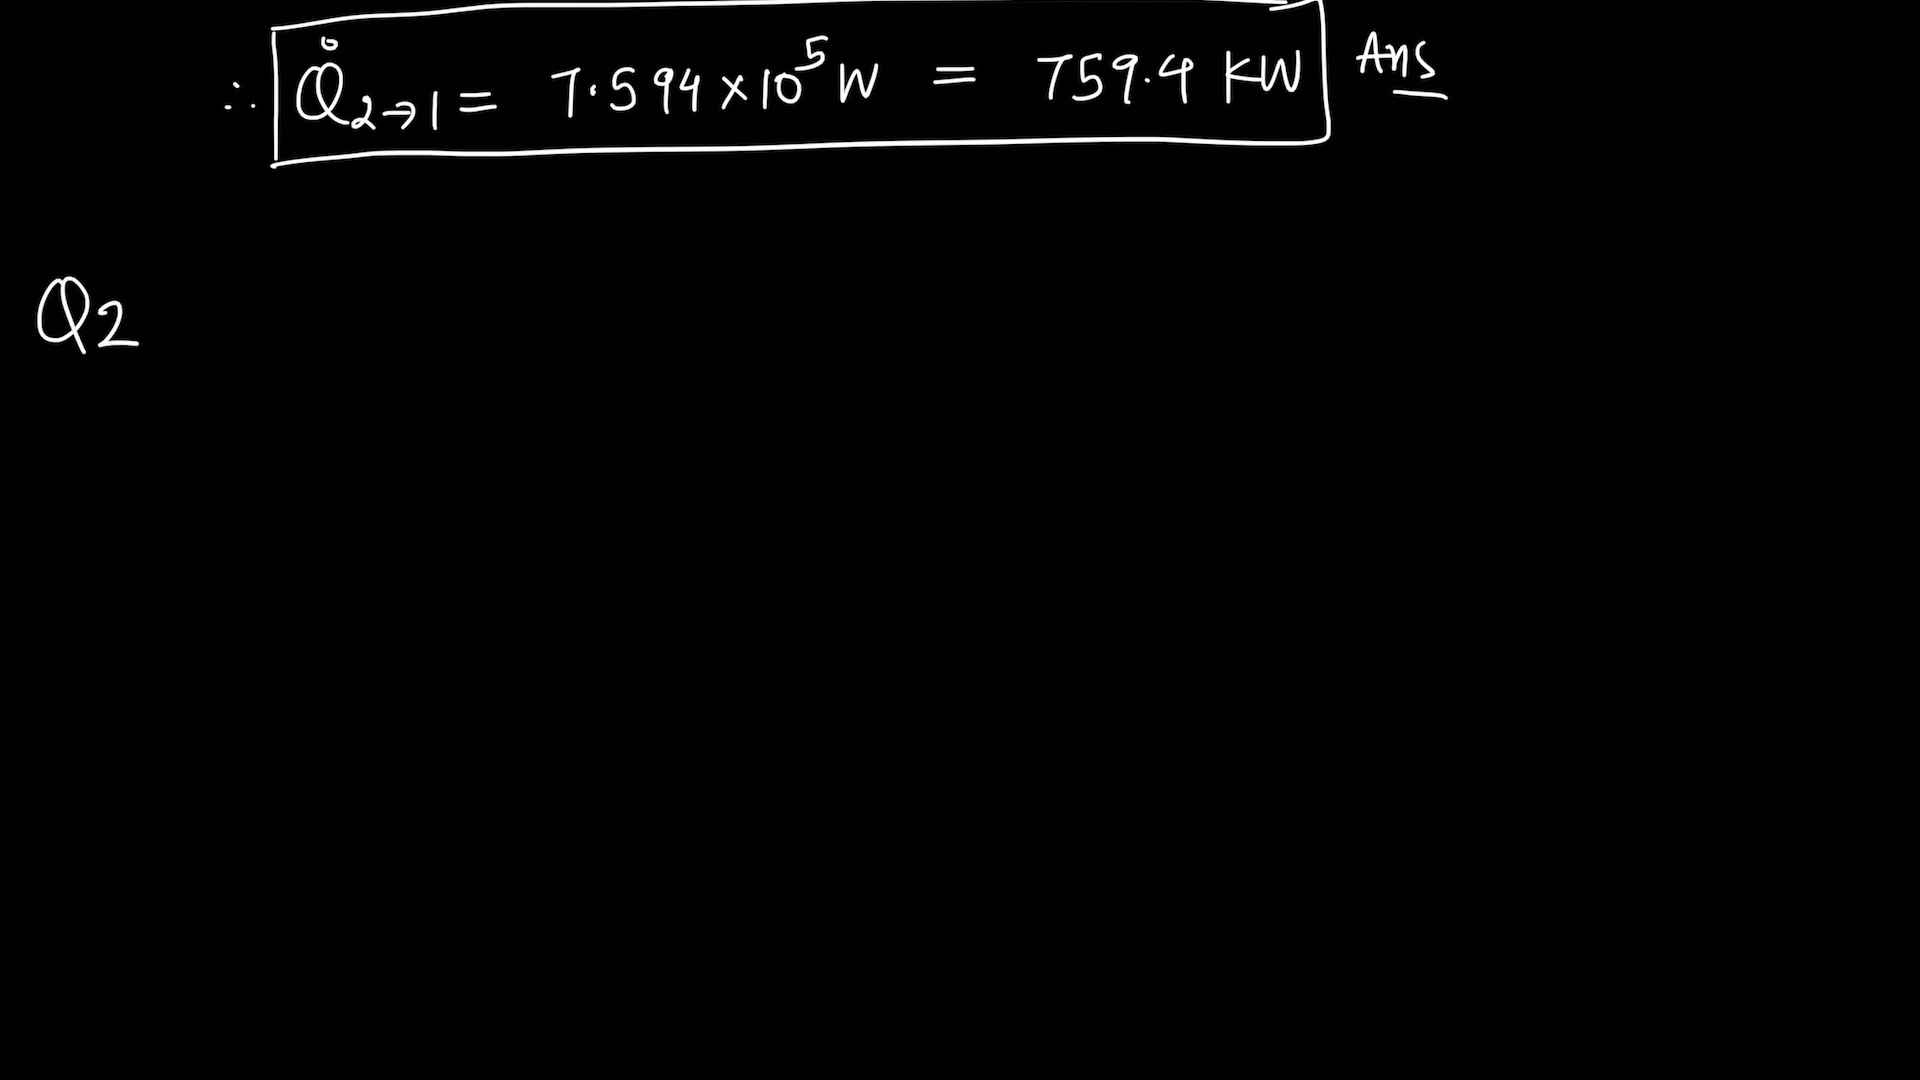 ∴ Q̇₂→₁ = 7.594 × 10⁵ W = 759.4 KW Ans
Q2